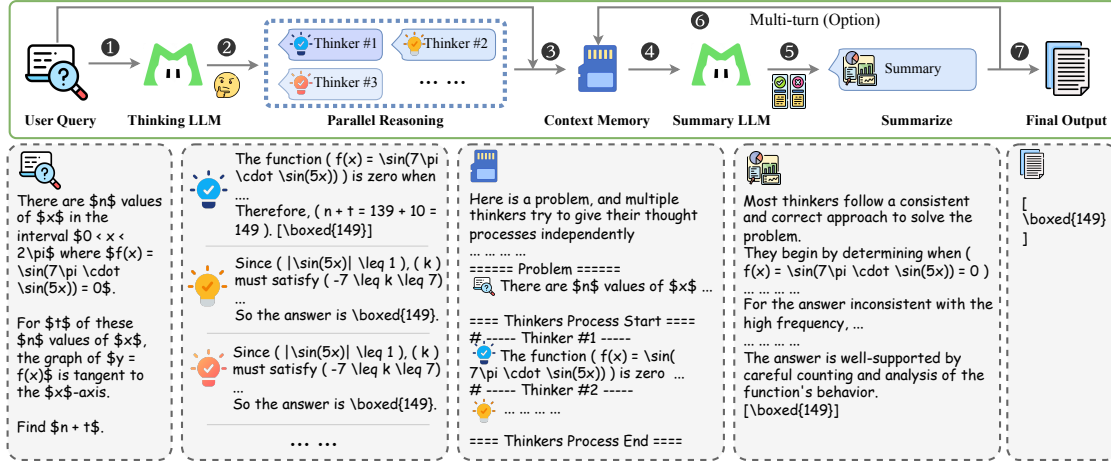 ❶
❷
Thinker #1
Thinker #2
Thinker #3
... ...
❸
❹
❻
Multi-turn (Option)
❺
Summary
❼
User Query
Thinking LLM
Parallel Reasoning
Context Memory
Summary LLM
Summarize
Final Output
There are $n$ values
of $x$ in the
interval $0 < x <
2\pi$ where $f(x) =
\sin(7\pi \cdot
\sin(5x)) = 0$.
For $t$ of these
$n$ values of $x$,
the graph of $y =
f(x)$ is tangent to
the $x$-axis.
Find $n + t$.
The function ( f(x) = \sin(7\pi
\cdot \sin(5x)) ) is zero when
....
Therefore, ( n + t = 139 + 10 =
149 ). [\boxed{149}]
Since ( |\sin(5x)| \leq 1 ), ( k )
must satisfy ( -7 \leq k \leq 7)
...
So the answer is \boxed{149}.
Since ( |\sin(5x)| \leq 1 ), ( k )
must satisfy ( -7 \leq k \leq 7)
...
So the answer is \boxed{149}.
... ...
Here is a problem, and multiple
thinkers try to give their thought
processes independently
... ... ... ...
====== Problem ======
There are $n$ values of $x$ ...
==== Thinkers Process Start ====
# ----- Thinker #1 -----
The function ( f(x) = \sin(
7\pi \cdot \sin(5x)) ) is zero ...
# ----- Thinker #2 -----
... ... ... ...
==== Thinkers Process End ====
Most thinkers follow a consistent
and correct approach to solve the
problem.
They begin by determining when (
f(x) = \sin(7\pi \cdot \sin(5x)) = 0 )
... ... ... ...
For the answer inconsistent with the
high frequency, ...
... ... ... ...
The answer is well-supported by
careful counting and analysis of the
function's behavior.
[\boxed{149}]
[
\boxed{149}
]